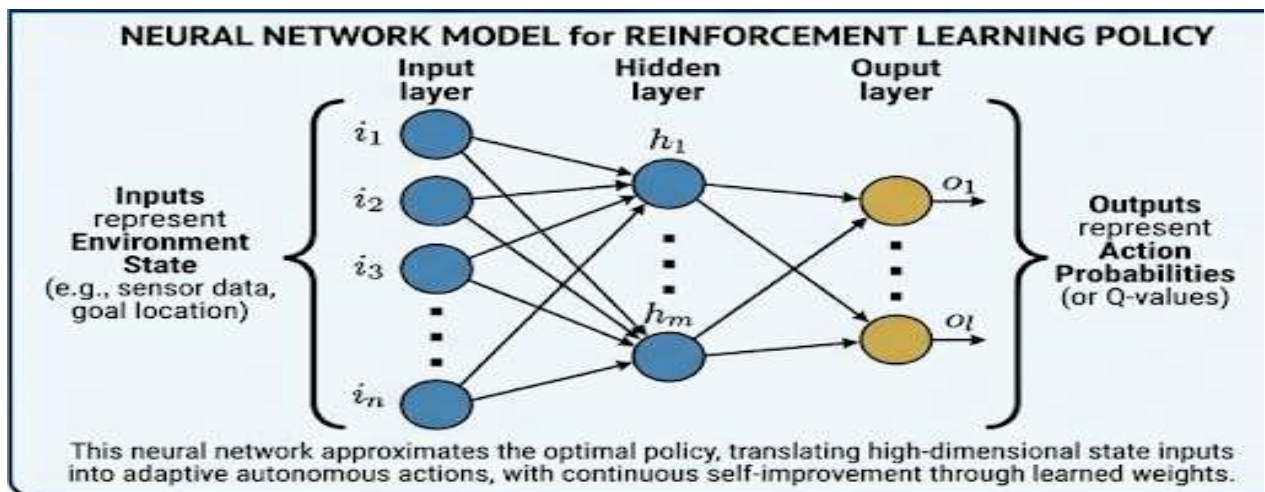 NEURAL NETWORK MODEL for REINFORCEMENT LEARNING POLICY
Input
layer
Hidden
layer
Ouput
layer
i1
i2
i3
in
h1
hm
o1
ol
Inputs
represent
Environment
State
(e.g., sensor data,
goal location)
Outputs
represent
Action
Probabilities
(or Q-values)
This neural network approximates the optimal policy, translating high-dimensional state inputs
into adaptive autonomous actions, with continuous self-improvement through learned weights.